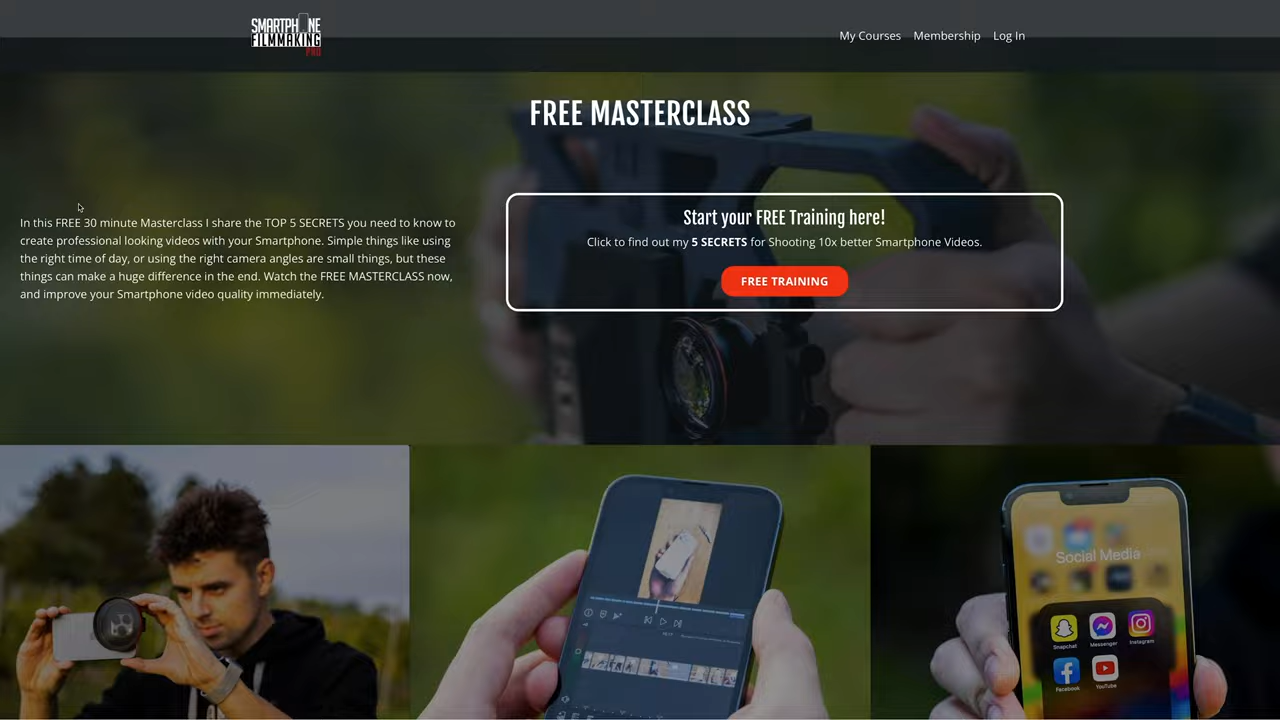 SMARTPHONE
FILMMAKING
PRO
My Courses
Membership
Log In
FREE MASTERCLASS
In this FREE 30 minute Masterclass I share the TOP 5 SECRETS you need to know to
create professional looking videos with your Smartphone. Simple things like using
the right time of day, or using the right camera angles are small things, but these
things can make a huge difference in the end. Watch the FREE MASTERCLASS now,
and improve your Smartphone video quality immediately.
Start your FREE Training here!
Click to find out my 5 SECRETS for Shooting 10x better Smartphone Videos.
FREE TRAINING
Social Media
Snapchat
Messenger
Instagram
Facebook
YouTube